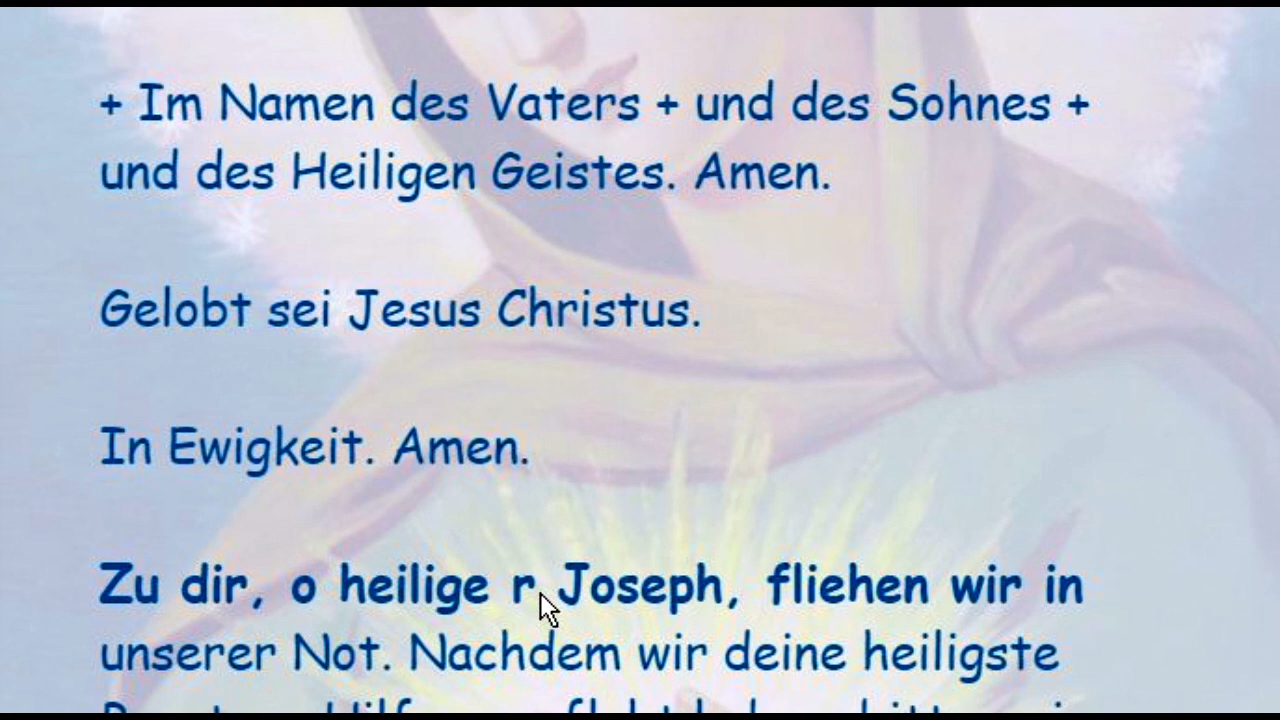 + Im Namen des Vaters + und des Sohnes +
und des Heiligen Geistes. Amen.
Gelobt sei Jesus Christus.
In Ewigkeit. Amen.
Zu dir, o heilige r Joseph, fliehen wir in
unserer Not. Nachdem wir deine heiligste